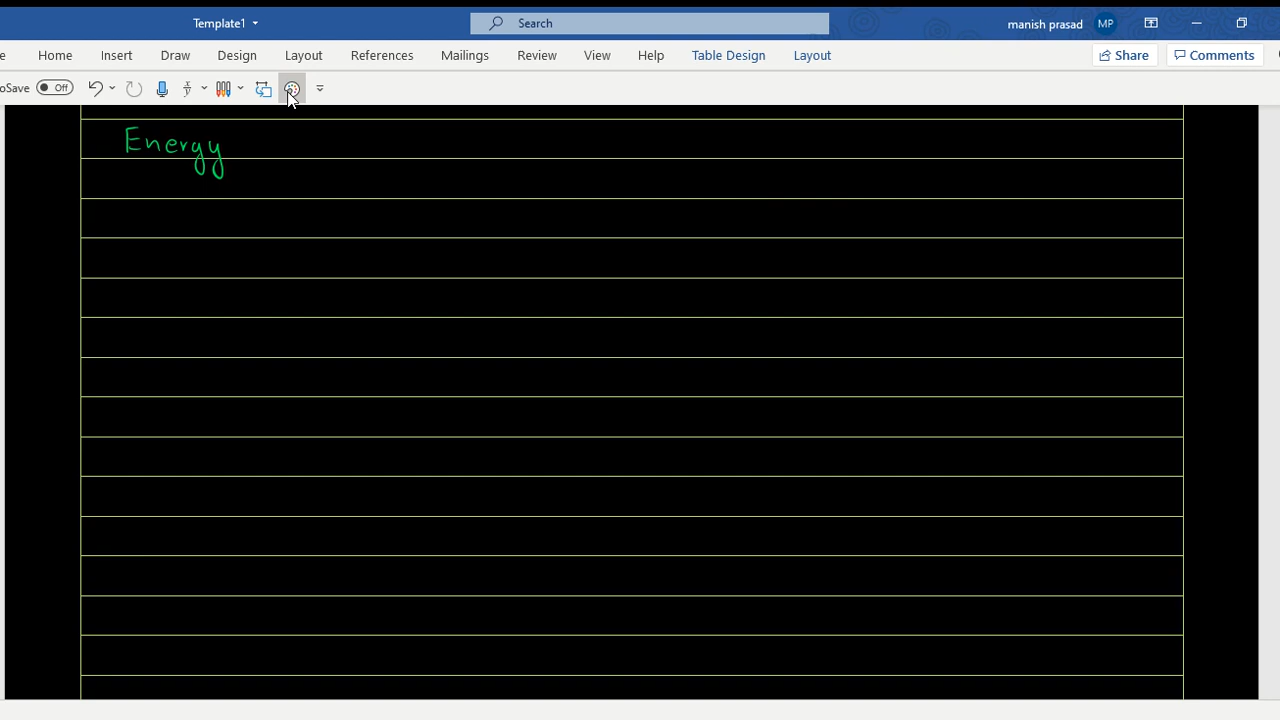 Template1
Search
manish prasad MP
e Home Insert Draw Design Layout References Mailings Review View Help Table Design Layout Share Comments
oSave Off
Energy